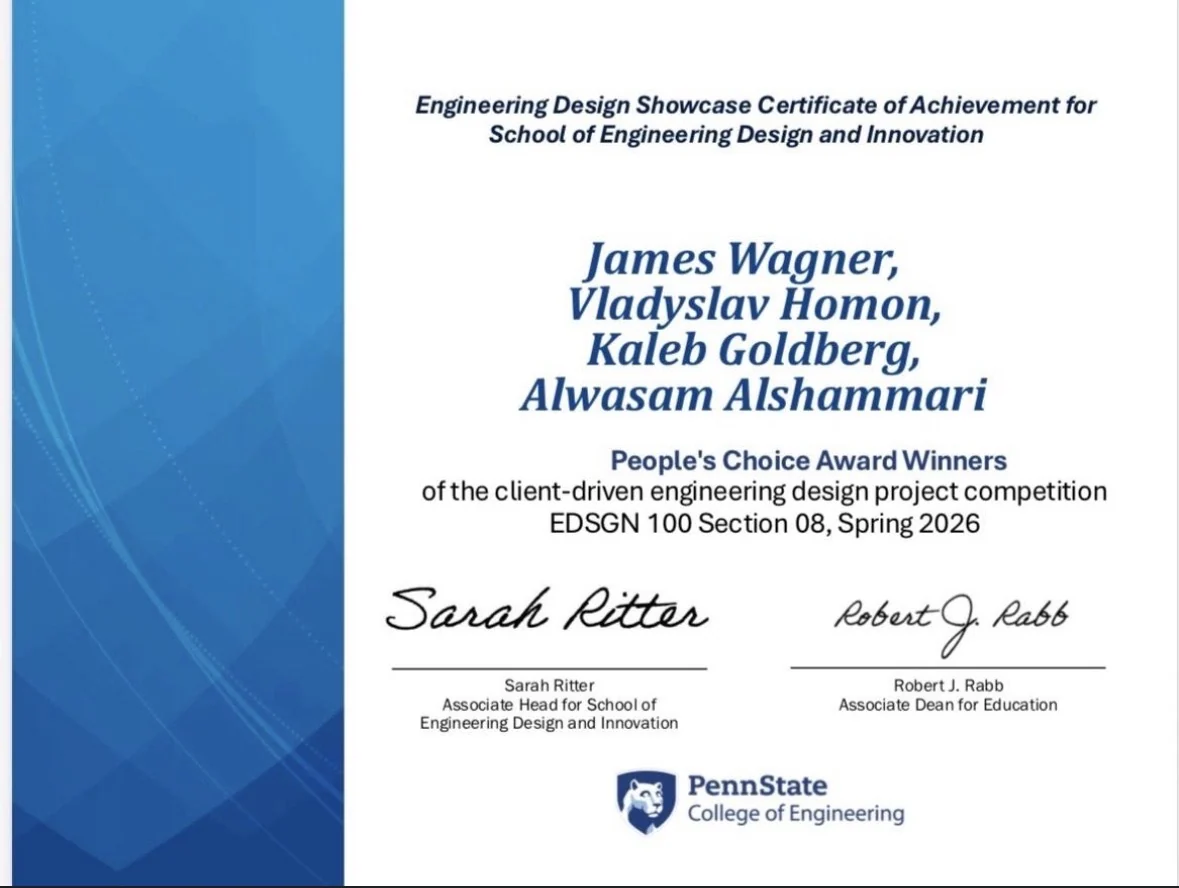 Engineering Design Showcase Certificate of Achievement for
School of Engineering Design and Innovation
James Wagner,
Vladyslav Homon,
Kaleb Goldberg,
Alwasam Alshammari
People's Choice Award Winners
of the client-driven engineering design project competition
EDSGN 100 Section 08, Spring 2026
Sarah Ritter
Robert J. Rabb
Sarah Ritter
Associate Head for School of
Engineering Design and Innovation
Robert J. Rabb
Associate Dean for Education
PennState
College of Engineering